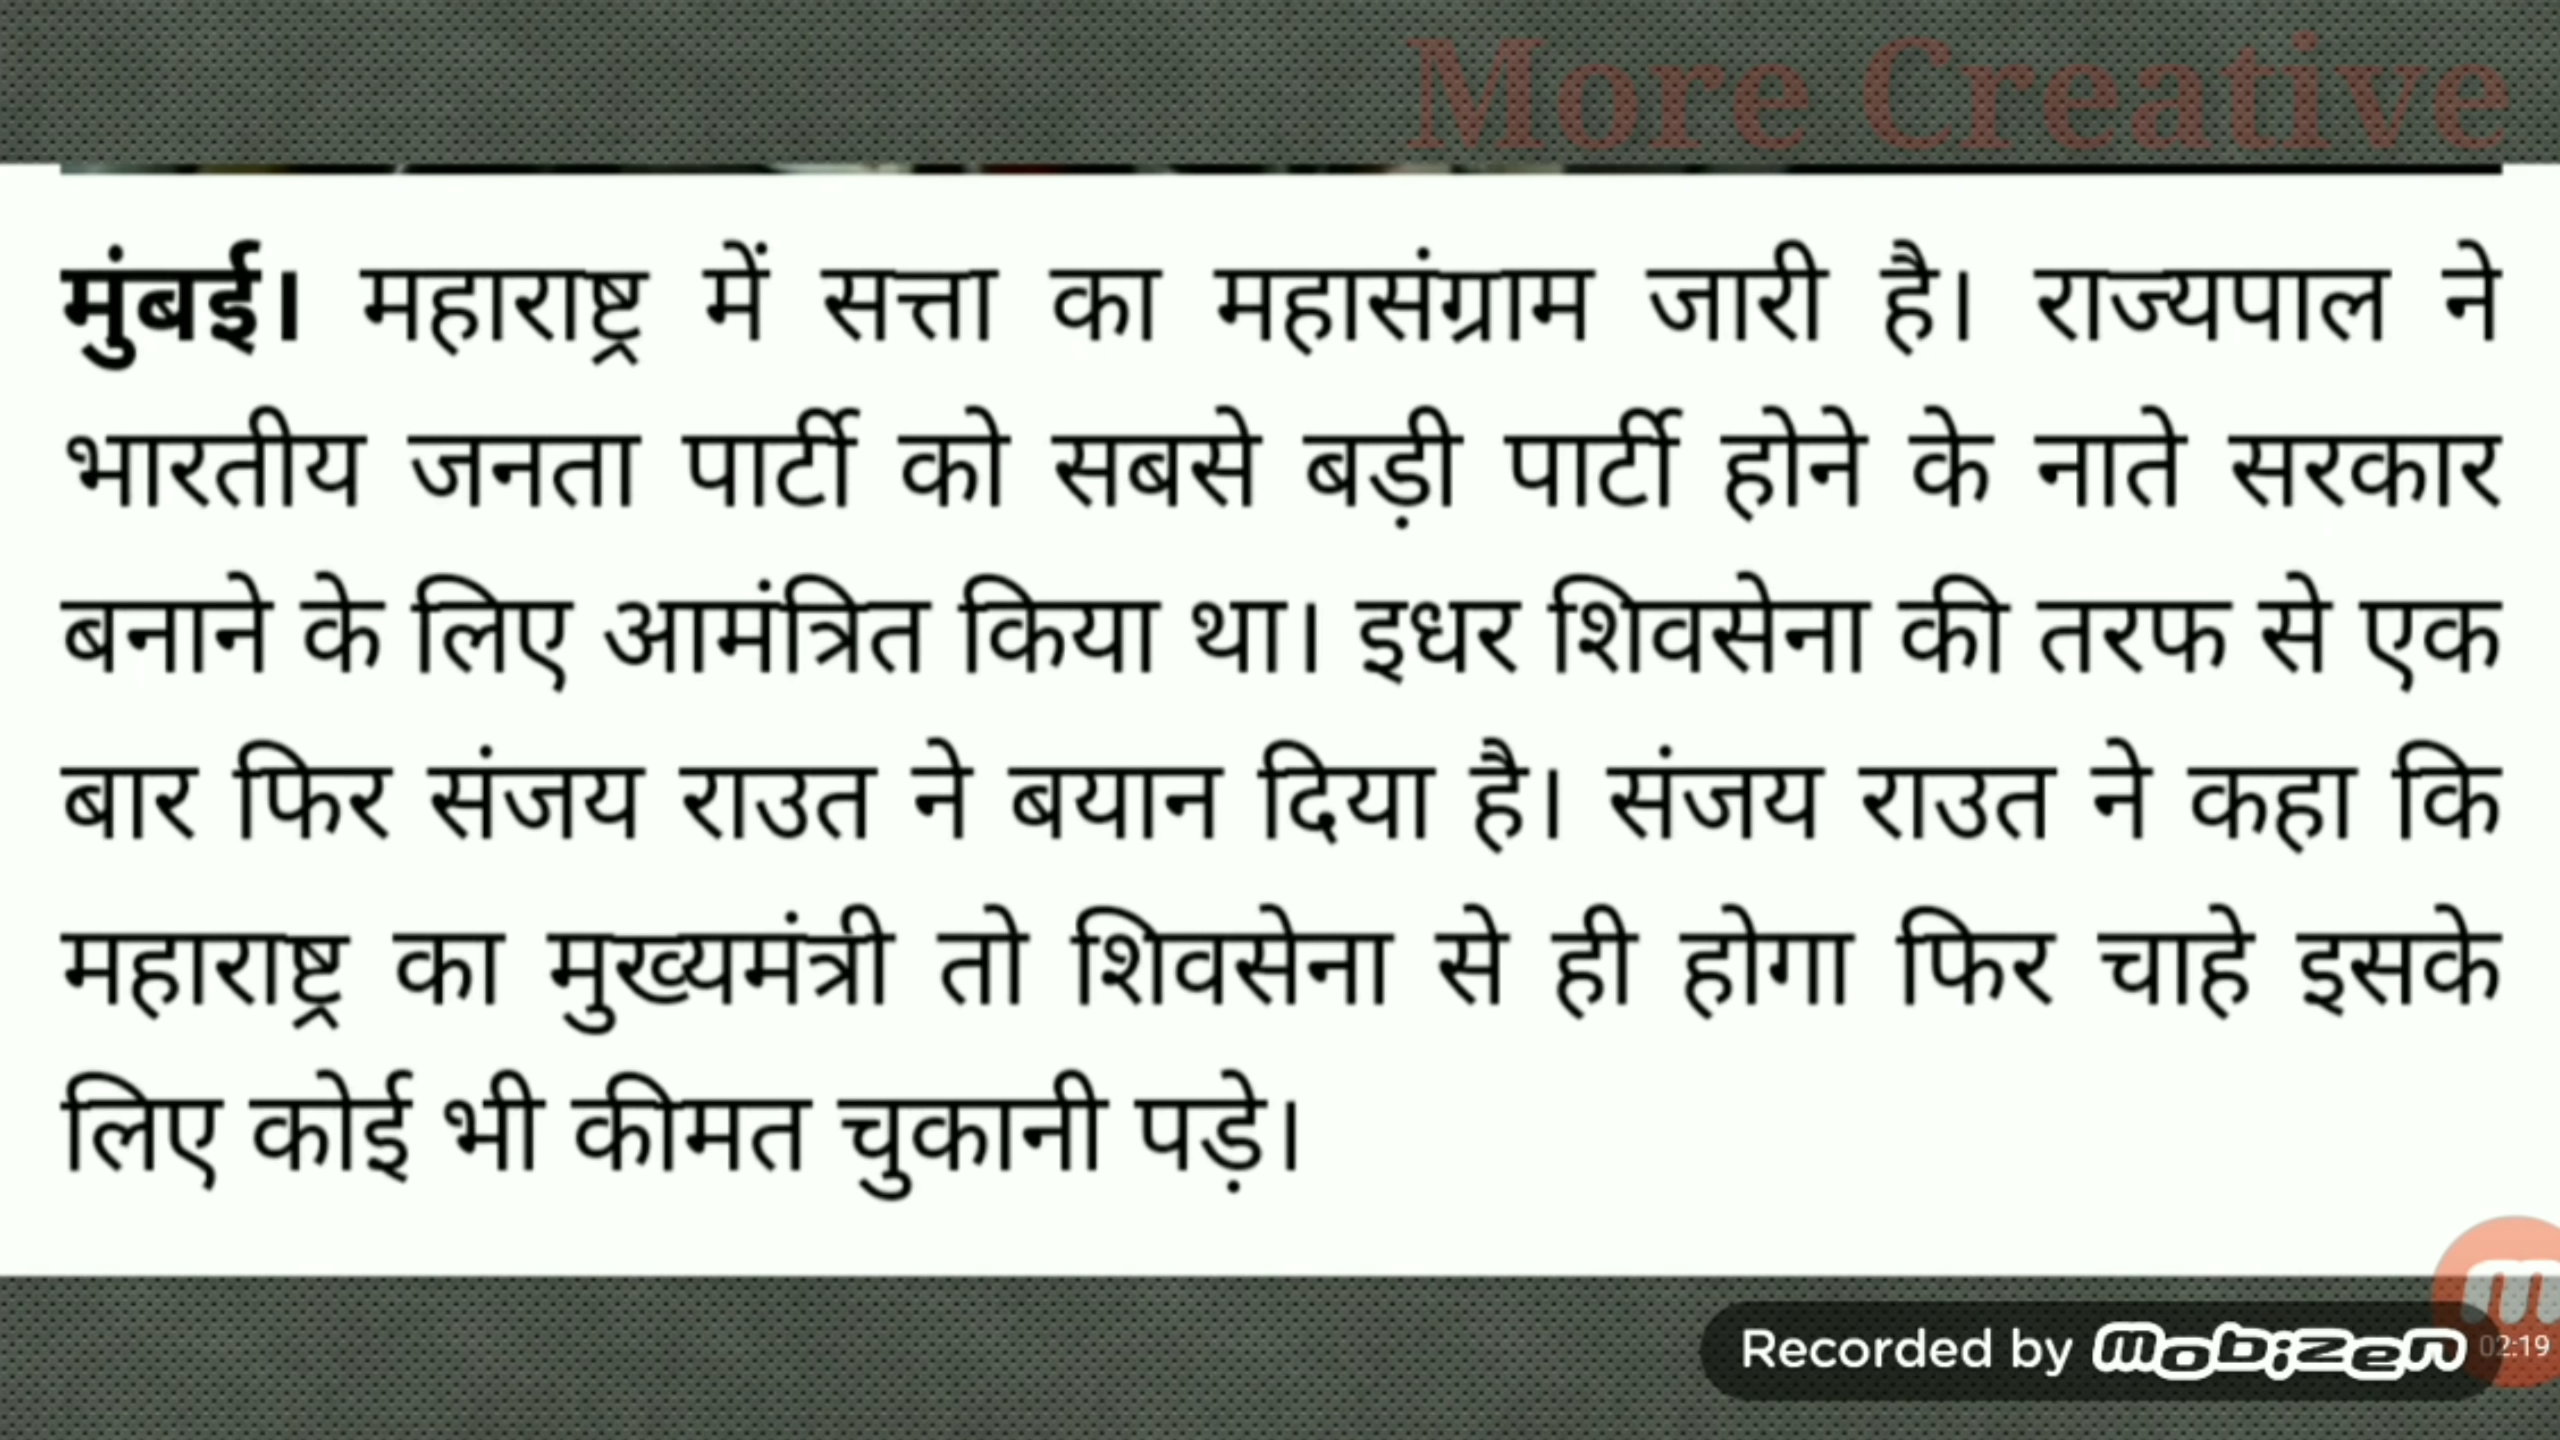 More Creative
मुंबई। महाराष्ट्र में सत्ता का महासंग्राम जारी है। राज्यपाल ने
भारतीय जनता पार्टी को सबसे बड़ी पार्टी होने के नाते सरकार
बनाने के लिए आमंत्रित किया था। इधर शिवसेना की तरफ से एक
बार फिर संजय राउत ने बयान दिया है। संजय राउत ने कहा कि
महाराष्ट्र का मुख्यमंत्री तो शिवसेना से ही होगा फिर चाहे इसके
लिए कोई भी कीमत चुकानी पड़े।
Recorded by mobizen 02:19